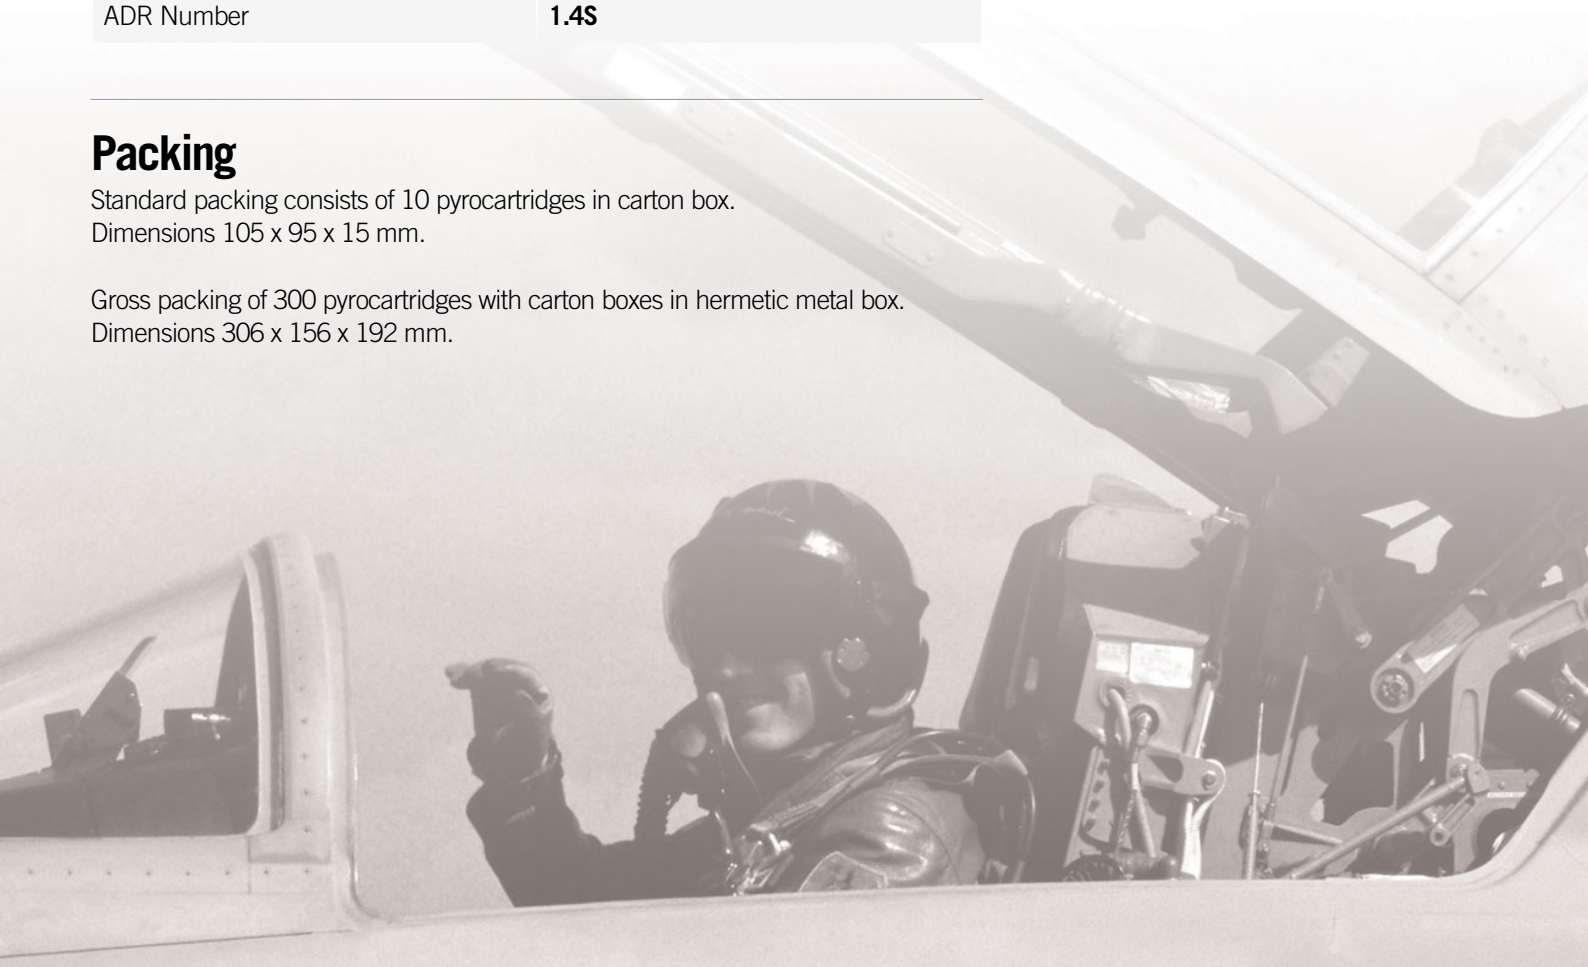 ADR Number 1.4S
Packing
Standard packing consists of 10 pyrocartridges in carton box.
Dimensions 105 x 95 x 15 mm.
Gross packing of 300 pyrocartridges with carton boxes in hermetic metal box.
Dimensions 306 x 156 x 192 mm.